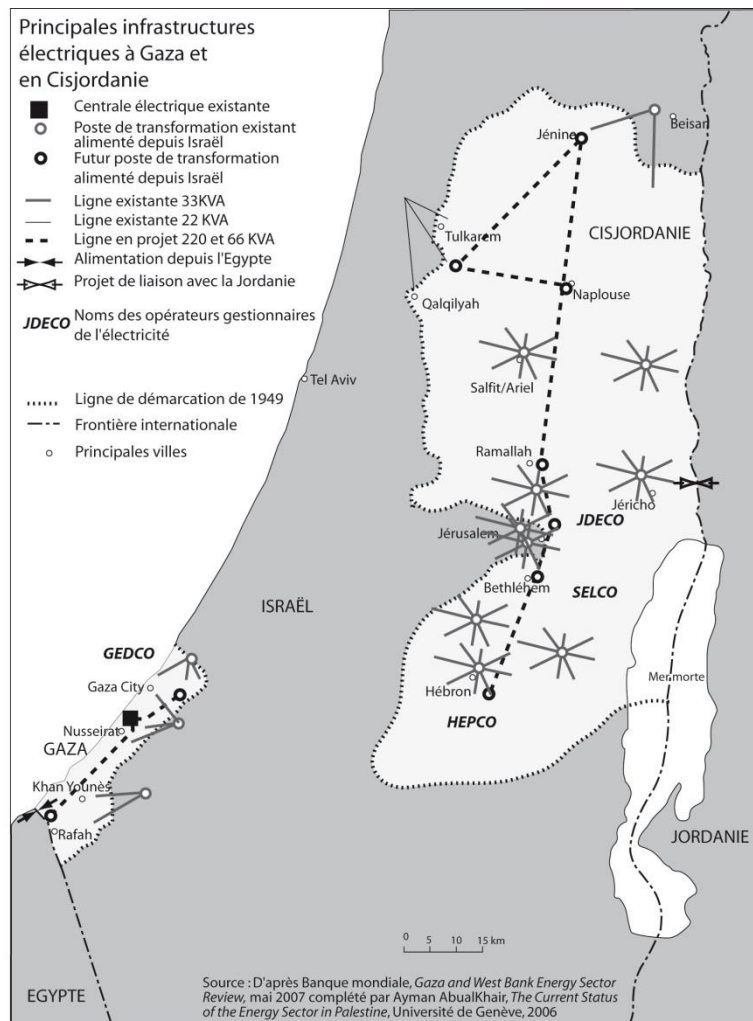 Principales infrastructures
électriques à Gaza et
en Cisjordanie
Centrale électrique existante
Poste de transformation existant
alimenté depuis Israël
Futur poste de transformation
alimenté depuis Israël
Ligne existante 33KVA
Ligne existante 22 KVA
Ligne en projet 220 et 66 KVA
Alimentation depuis l'Egypte
Projet de liaison avec la Jordanie
JDECO Noms des opérateurs gestionnaires
de l'électricité
Ligne de démarcation de 1949
Frontière internationale
Principales villes
Jénine
Beisan
Tulkarem
CISJORDANIE
Qalqilyah
Naplouse
Tel Aviv
Salfit/Ariel
Ramallah
Jéricho
Jérusalem
JDECO
Bethléhem
SELCO
ISRAËL
GEDCO
Gaza City
Mer morte
Hébron
HEPCO
Nusseirat
GAZA
Khan Younès
Rafah
JORDANIE
0 5 10 15 km
EGYPTE
Source : D'après Banque mondiale, Gaza and West Bank Energy Sector
Review, mai 2007 complété par Ayman AbualKhair, The Current Status
of the Energy Sector in Palestine, Université de Genève, 2006